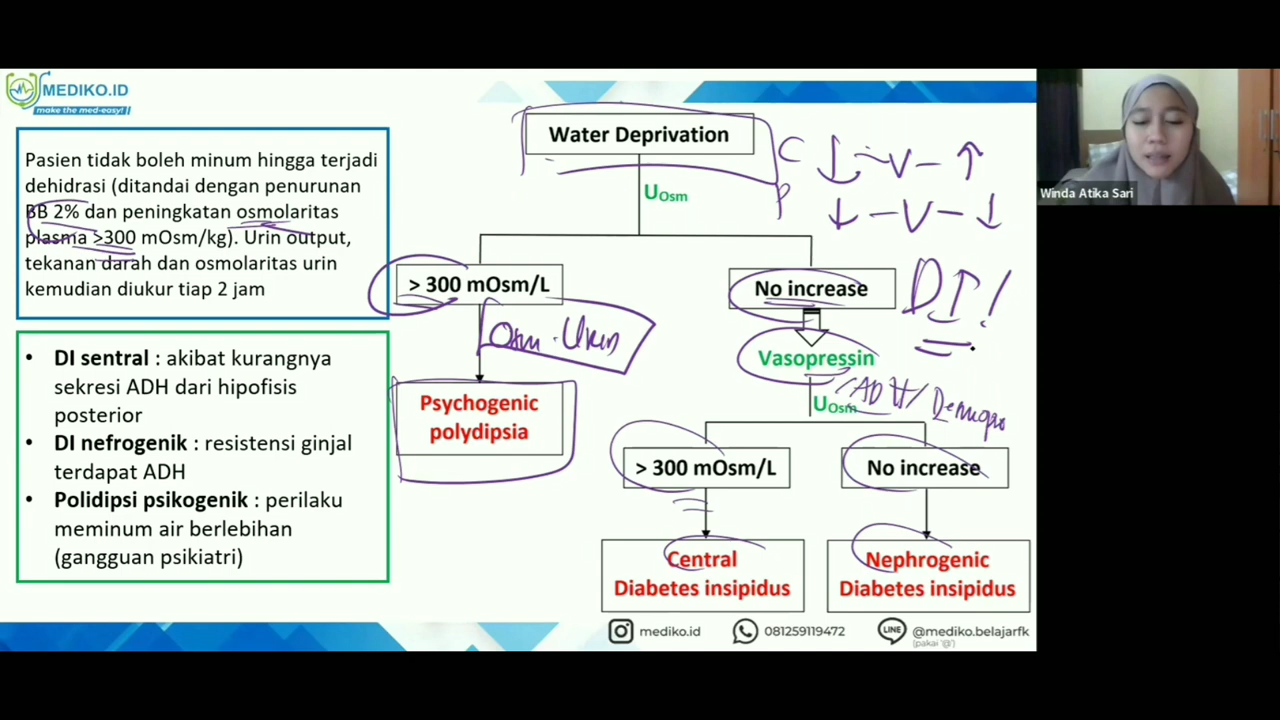 MEDIKO.ID
make the med-easy!
Pasien tidak boleh minum hingga terjadi
dehidrasi (ditandai dengan penurunan
BB 2% dan peningkatan osmolaritas
plasma >300 mOsm/kg). Urin output,
tekanan darah dan osmolaritas urin
kemudian diukur tiap 2 jam
• DI sentral : akibat kurangnya
sekresi ADH dari hipofisis
posterior
• DI nefrogenik : resistensi ginjal
terdapat ADH
• Polidipsi psikogenik : perilaku
meminum air berlebihan
(gangguan psikiatri)
Water Deprivation
UOsm
C ↓ - V - ↑
P ↓ - V - ↓
> 300 mOsm/L
No increase
DI!
Osm. Urin
Vasopressin
/ADH/
UOsm
Psychogenic
polydipsia
> 300 mOsm/L
No increase
Central
Diabetes insipidus
Nephrogenic
Diabetes insipidus
mediko.id
081259119472
LINE
@mediko.belajarfk
(pakai '@')
Winda Atika Sari